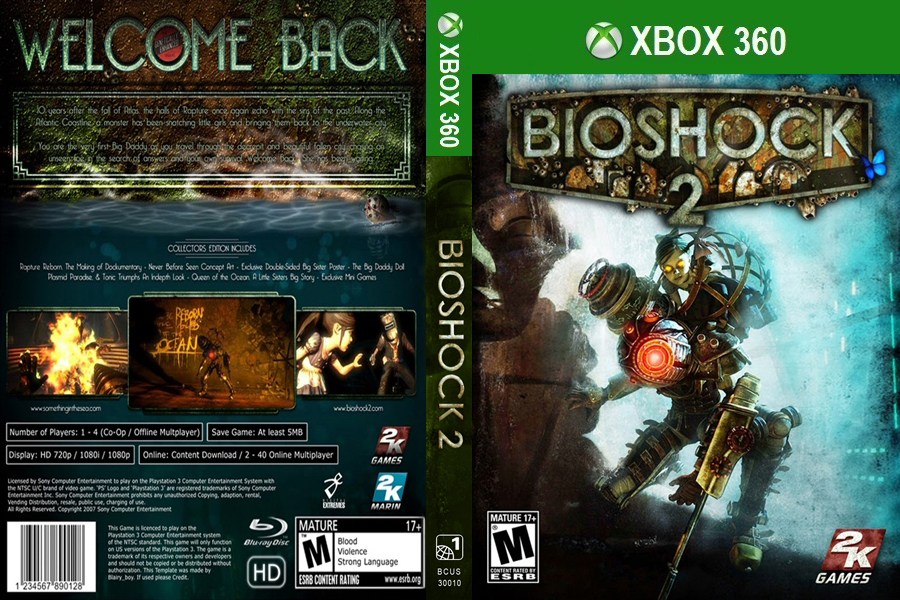 WELCOME BACK
10 years after the fall of Atlas, the halls of Rapture once again echo with the sins of the past. Along the
Atlantic Coastline, a monster has been snatching little girls and bringing them back to the underwater city
You are the very first Big Daddy, as you travel through the decrepit and beautiful fallen city chasing an
unseen foe in the search of answers and your own survival. Welcome back. She has been waiting.
COLLECTORS EDITION INCLUDES
Rapture Reborn: The Making of Dockumentary - Never Before Seen Concept Art - Exclusive Double-Sided Big Sister Poster - The Big Daddy Doll
Plasmid Paradise, & Tonic Triumphs An Indepth Look - Queen of the Ocean: A Little Sisters Big Story - Exclusive Mini Games
REBORN
OCEAN
www.somethinginthesea.com
www.bioshock2.com
Number of Players: 1 - 4 (Co-Op / Offline Multplayer)
Save Game: At least 5MB
Display: HD 720p / 1080i / 1080p
Online: Content Download / 2 - 40 Online Multiplayer
2K
GAMES
Licensed by Sony Computer Entertainment to play on the Playstation 3 Computer Entertainment System with
the NTSC U/C brand of video game. 'PS' Logo and 'Playstation 3' are registered trademarks of Sony Computer
Entertainment Inc. Sony Computer Entertainment prohibits any unauthorized Copying, adaption, rental,
Vending Distribution, resale, public use, charging of use.
All Rights Reserved. Copyright 2007 Sony Computer Entertainment
DIGITAL
EXTREMES
2K
MARIN
1 234567 890128
This Game is licenced to play on the
Playstation 3 Computer Entertainment system
of the NTSC standard. This game will only function
on US versions of the Playstation 3. The game is a
trademark of its respective owners and developers
and should not be copied or be distributed without
authorization. This Template was made by
Blairy_boy. If used please Credit.
Blu-ray Disc
HD
MATURE 17+
M
Blood
Violence
Strong Language
ESRB CONTENT RATING www.esrb.org
XBOX 360
BIOSHOCK 2
1
BCUS
30010
XBOX 360
BIOSHOCK
2
MATURE 17+
M
CONTENT RATED BY
ESRB
2K
GAMES